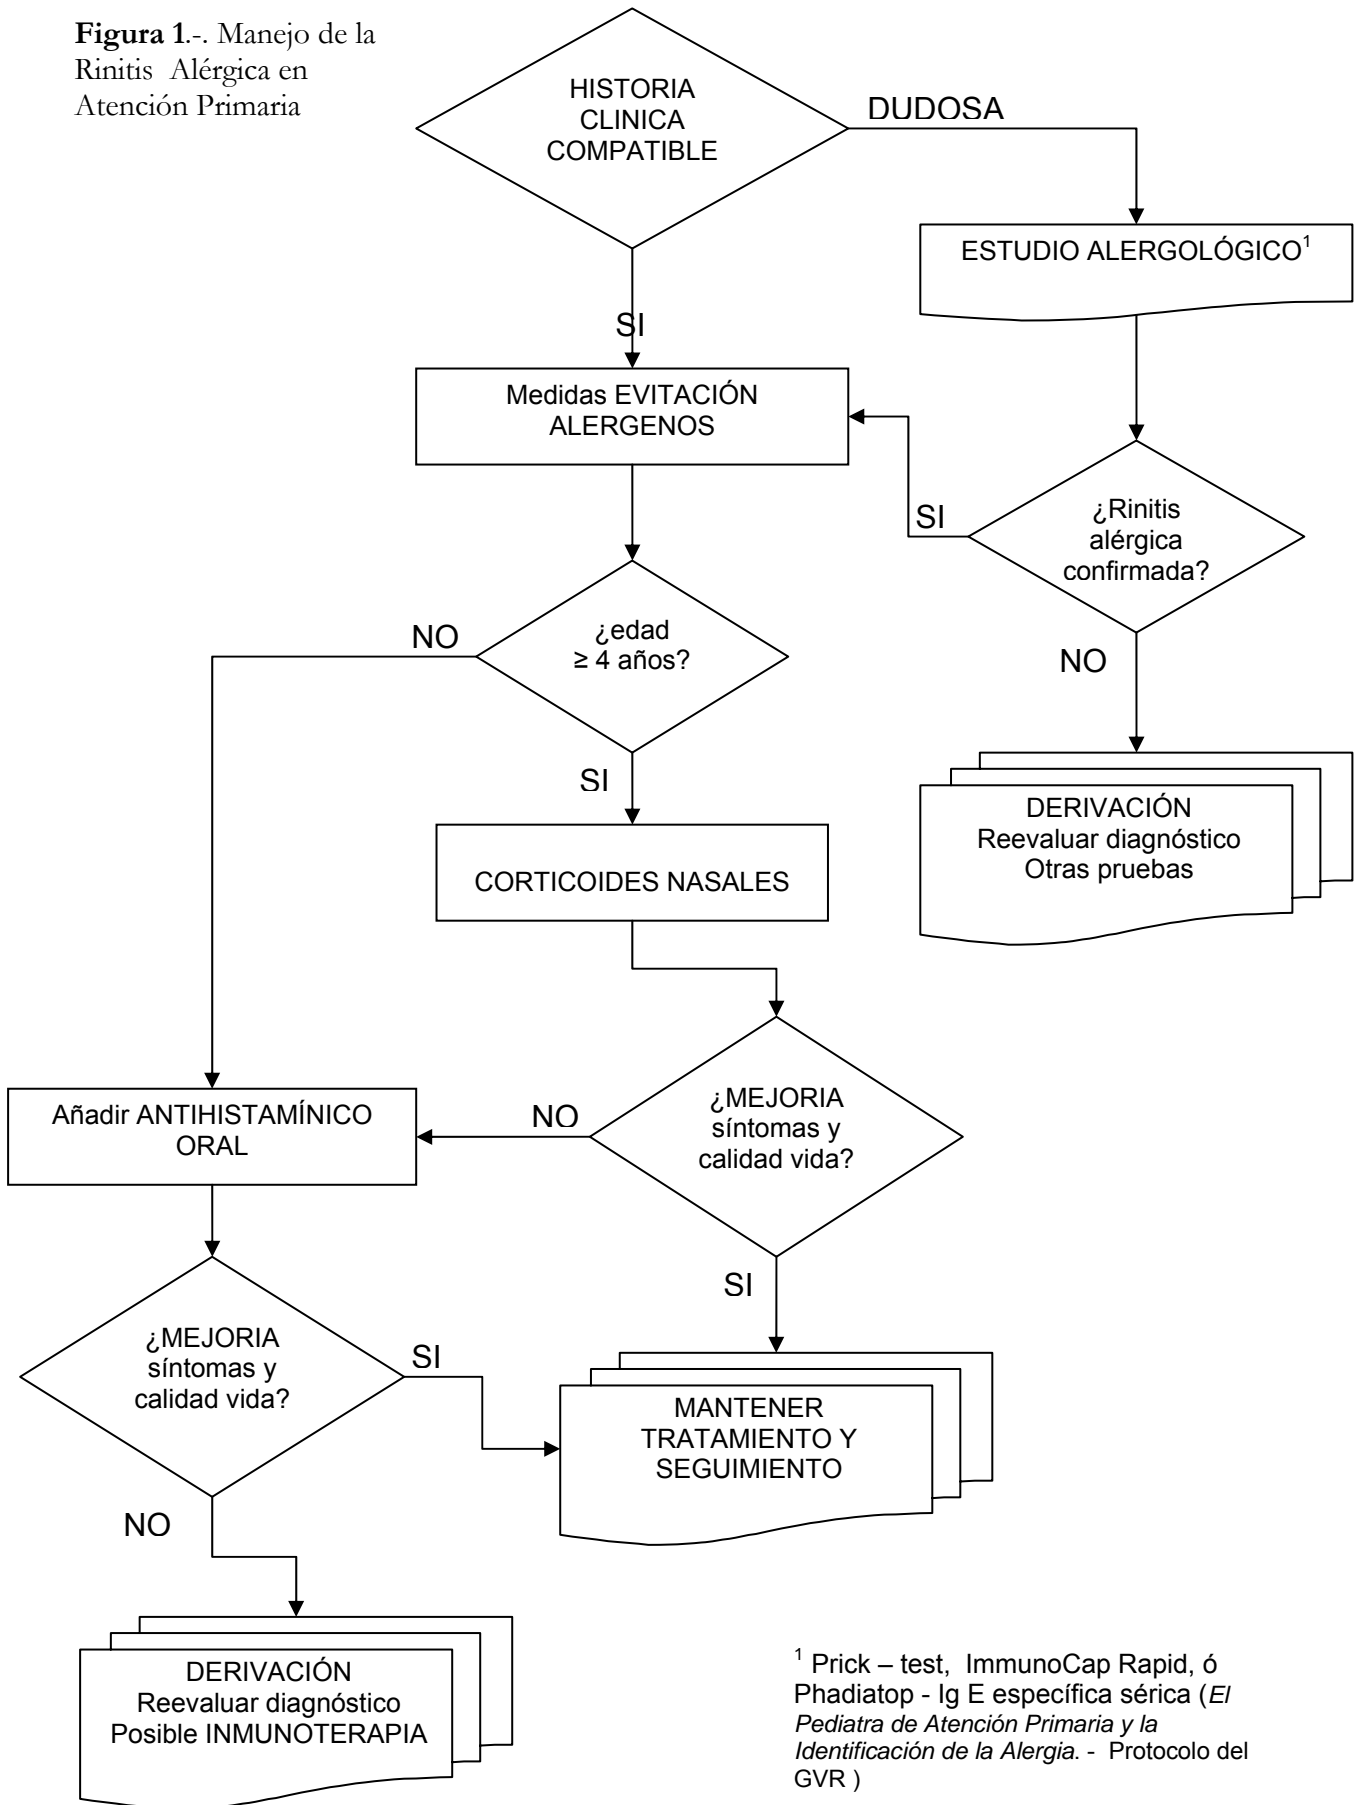 Figura 1.-. Manejo de la
Rinitis Alérgica en
Atención Primaria
HISTORIA
CLINICA
COMPATIBLE
DUDOSA
ESTUDIO ALERGOLÓGICO¹
SI
Medidas EVITACIÓN
ALERGENOS
SI
¿Rinitis
alérgica
confirmada?
NO
¿edad
≥ 4 años?
NO
SI
DERIVACIÓN
Reevaluar diagnóstico
Otras pruebas
CORTICOIDES NASALES
Añadir ANTIHISTAMÍNICO
ORAL
NO
¿MEJORIA
síntomas y
calidad vida?
SI
¿MEJORIA
síntomas y
calidad vida?
SI
MANTENER
TRATAMIENTO Y
SEGUIMIENTO
NO
DERIVACIÓN
Reevaluar diagnóstico
Posible INMUNOTERAPIA
¹ Prick – test, ImmunoCap Rapid, ó
Phadiatop - Ig E específica sérica (El
Pediatra de Atención Primaria y la
Identificación de la Alergia. - Protocolo del
GVR )